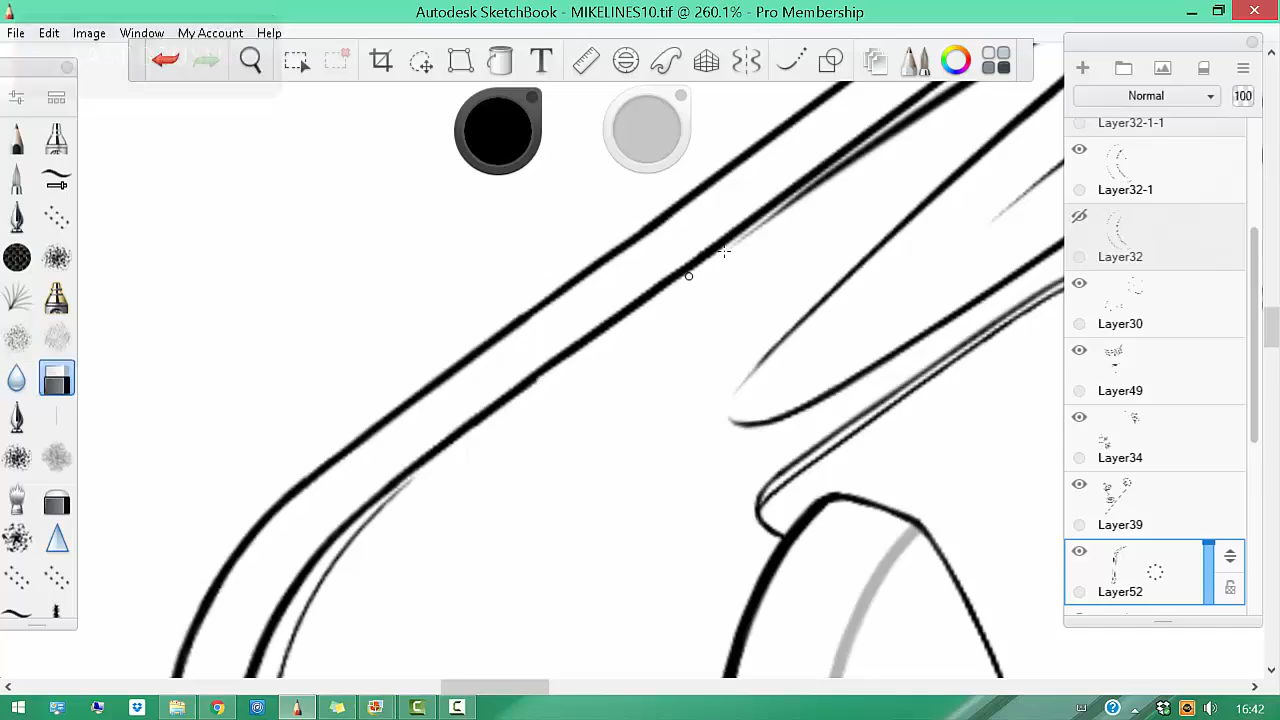 Autodesk SketchBook - MIKELINES10.tif @ 260.1% - Pro Membership
File Edit Image Window My Account Help
T
Normal 100
Layer32-1-1
Layer32-1
Layer32
Layer30
Layer49
Layer34
Layer39
Layer52
16:42